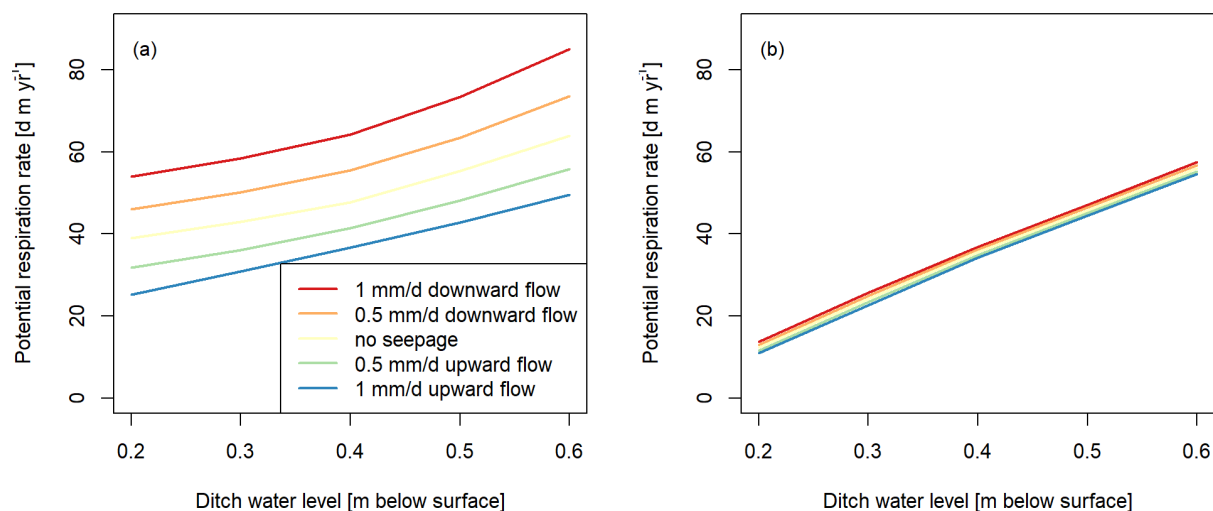 (a)
Potential respiration rate [d m yr⁻¹]
80
60
40
20
0
1 mm/d downward flow
0.5 mm/d downward flow
no seepage
0.5 mm/d upward flow
1 mm/d upward flow
0.2 0.3 0.4 0.5 0.6
Ditch water level [m below surface]
(b)
Potential respiration rate [d m yr⁻¹]
80
60
40
20
0
0.2 0.3 0.4 0.5 0.6
Ditch water level [m below surface]